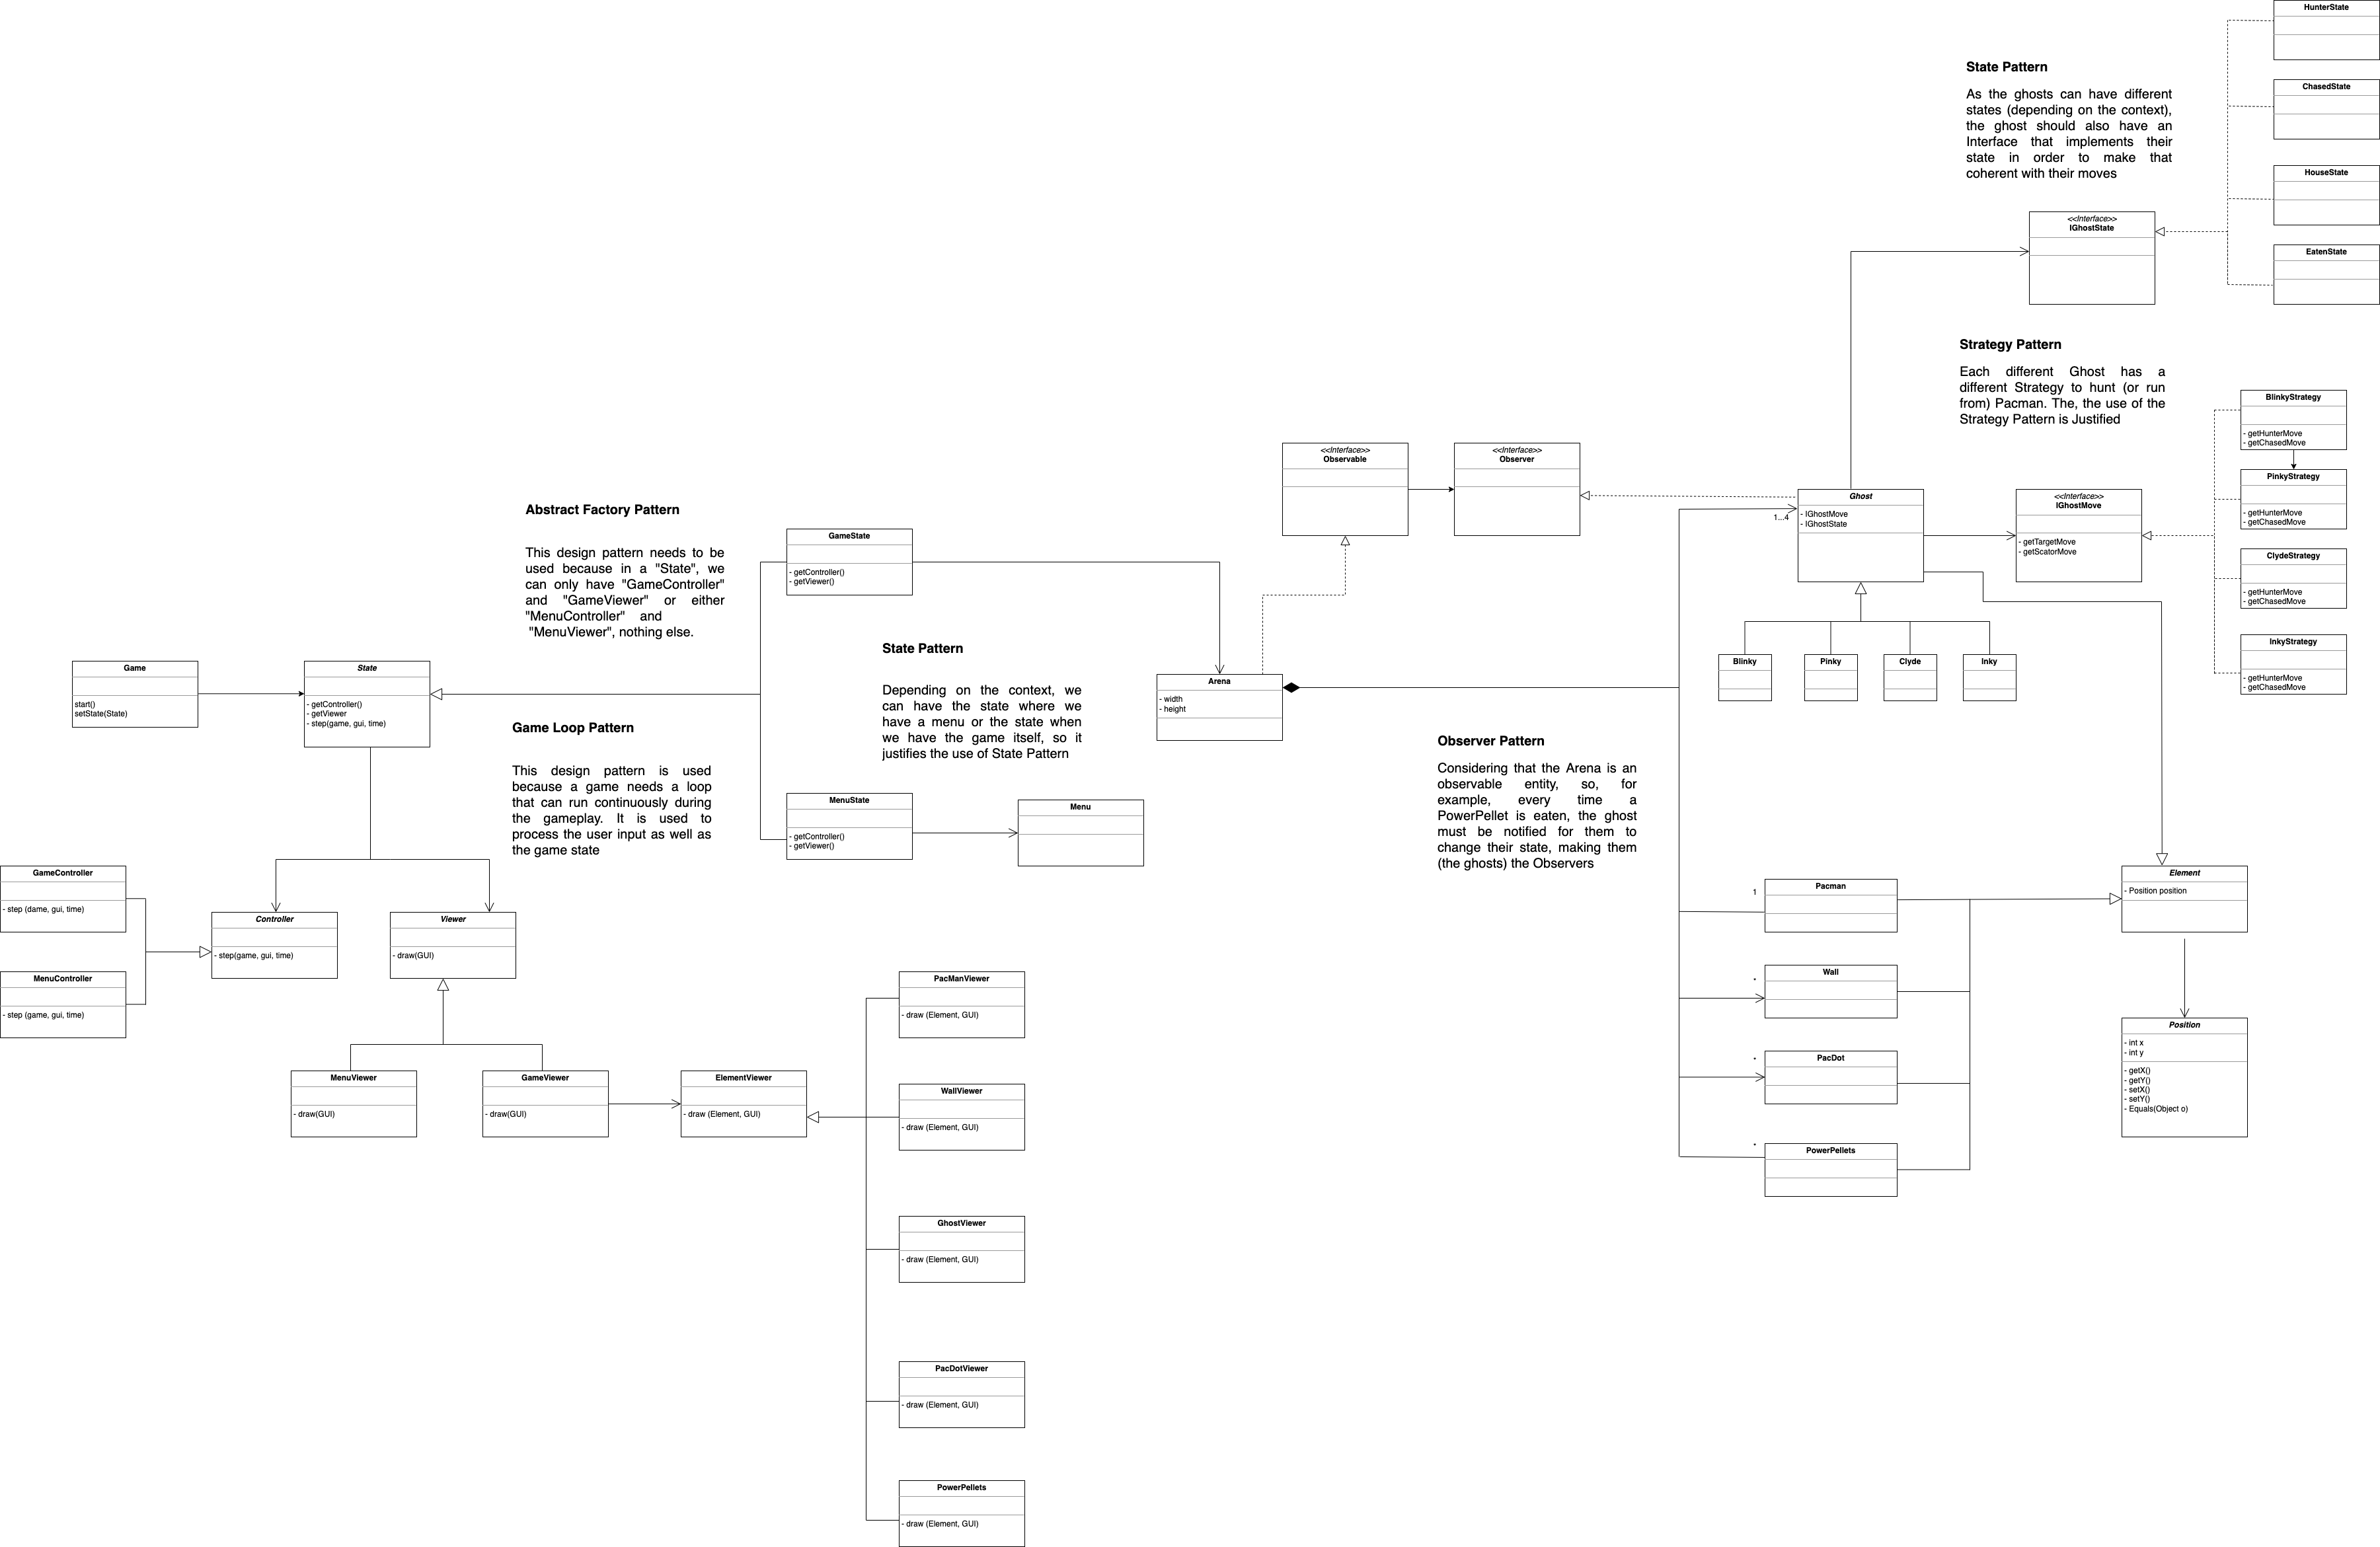 HunterState
State Pattern
As the ghosts can have different
states (depending on the context),
the ghost should also have an
Interface that implements their
state in order to make that
coherent with their moves
ChasedState
HouseState
<<Interface>>
IGhostState
EatenState
Strategy Pattern
Each different Ghost has a
different Strategy to hunt (or run
from) Pacman. The, the use of the
Strategy Pattern is Justified
BlinkyStrategy
- getHunterMove
- getChasedMove
PinkyStrategy
- getHunterMove
- getChasedMove
ClydeStrategy
- getHunterMove
- getChasedMove
InkyStrategy
- getHunterMove
- getChasedMove
<<Interface>>
Observable
<<Interface>>
Observer
Ghost
- IGhostMove
- IGhostState
1...4
<<Interface>>
IGhostMove
- getTargetMove
- getScatorMove
Blinky
Pinky
Clyde
Inky
Abstract Factory Pattern
This design pattern needs to be
used because in a "State", we
can only have "GameController"
and "GameViewer" or either
"MenuController" and
"MenuViewer", nothing else.
GameState
- getController()
- getViewer()
State Pattern
Depending on the context, we
can have the state where we
have a menu or the state when
we have the game itself, so it
justifies the use of State Pattern
Game
start()
setState(State)
State
- getController()
- getViewer
- step(game, gui, time)
Arena
- width
- height
Game Loop Pattern
This design pattern is used
because a game needs a loop
that can run continuously during
the gameplay. It is used to
process the user input as well as
the game state
MenuState
- getController()
- getViewer()
Menu
Observer Pattern
Considering that the Arena is an
observable entity, so, for
example, every time a
PowerPellet is eaten, the ghost
must be notified for them to
change their state, making them
(the ghosts) the Observers
GameController
- step (dame, gui, time)
MenuController
- step (game, gui, time)
Controller
- step(game, gui, time)
Viewer
- draw(GUI)
MenuViewer
- draw(GUI)
GameViewer
- draw(GUI)
ElementViewer
- draw (Element, GUI)
PacManViewer
- draw (Element, GUI)
WallViewer
- draw (Element, GUI)
GhostViewer
- draw (Element, GUI)
PacDotViewer
- draw (Element, GUI)
PowerPellets
- draw (Element, GUI)
1
Pacman
*
Wall
*
PacDot
*
PowerPellets
Element
- Position position
Position
- int x
- int y
- getX()
- getY()
- setX()
- setY()
- Equals(Object o)